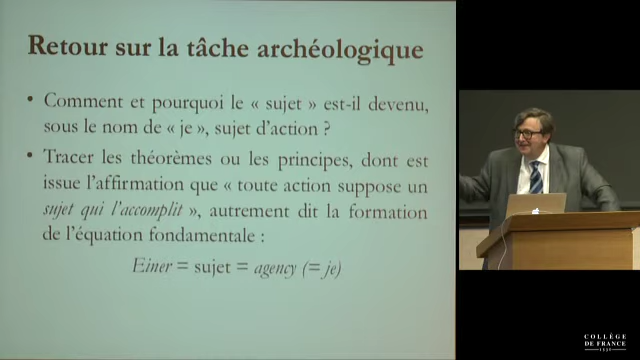 Retour sur la tâche archéologique
• Comment et pourquoi le « sujet » est-il devenu,
sous le nom de « je », sujet d'action ?
• Tracer les théorèmes ou les principes, dont est
issue l'affirmation que « toute action suppose un
sujet qui l'accomplit », autrement dit la formation
de l'équation fondamentale :
Einer = sujet = agency (= je)
COLLÈGE
DE FRANCE
1530